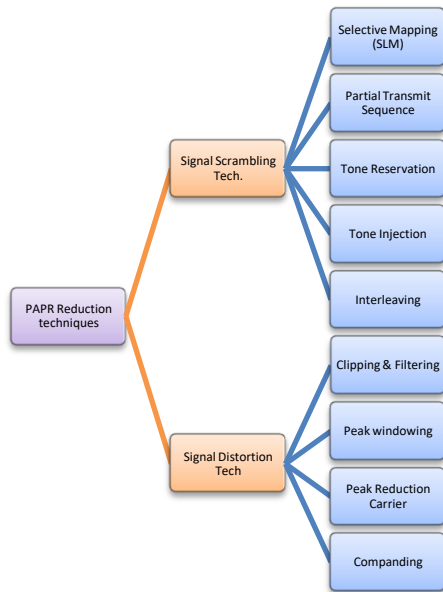 Selective Mapping
(SLM)
Partial Transmit
Sequence
Signal Scrambling
Tech.
Tone Reservation
Tone Injection
Interleaving
PAPR Reduction
techniques
Clipping & Filtering
Peak windowing
Signal Distortion
Tech
Peak Reduction
Carrier
Companding